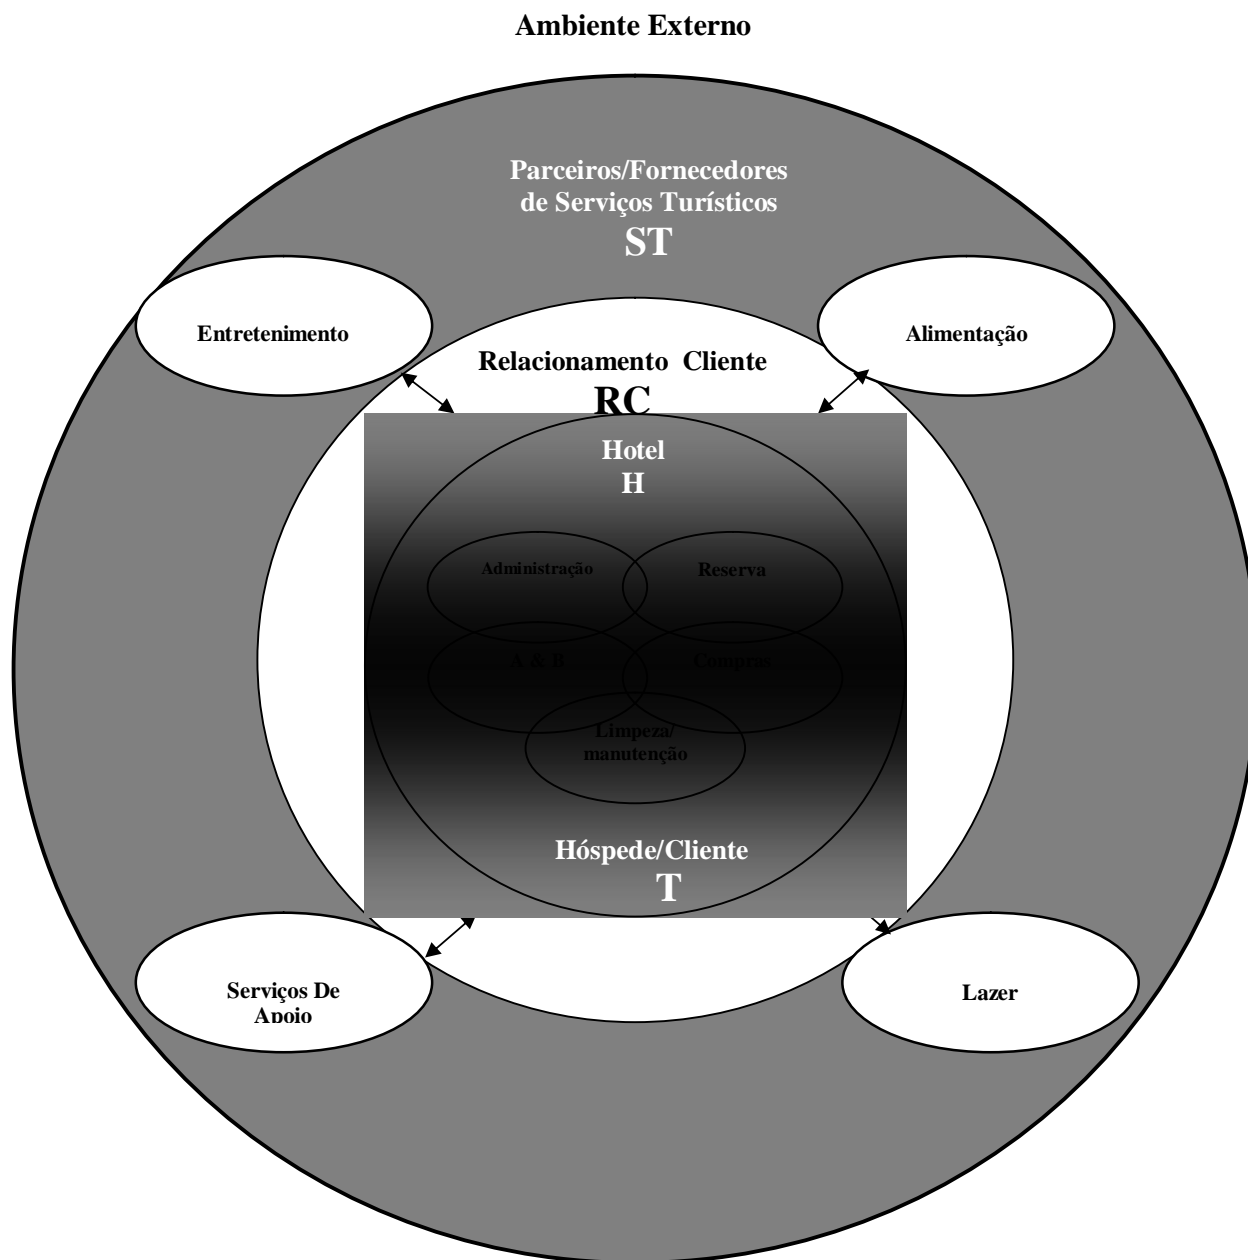 Ambiente Externo
Parceiros/Fornecedores
de Serviços Turísticos
ST
Entretenimento
Alimentação
Relacionamento Cliente
RC
Hotel
H
Administração
Reserva
A & B
Compras
Limpeza/
manutenção
Hóspede/Cliente
T
Serviços De
Apoio
Lazer